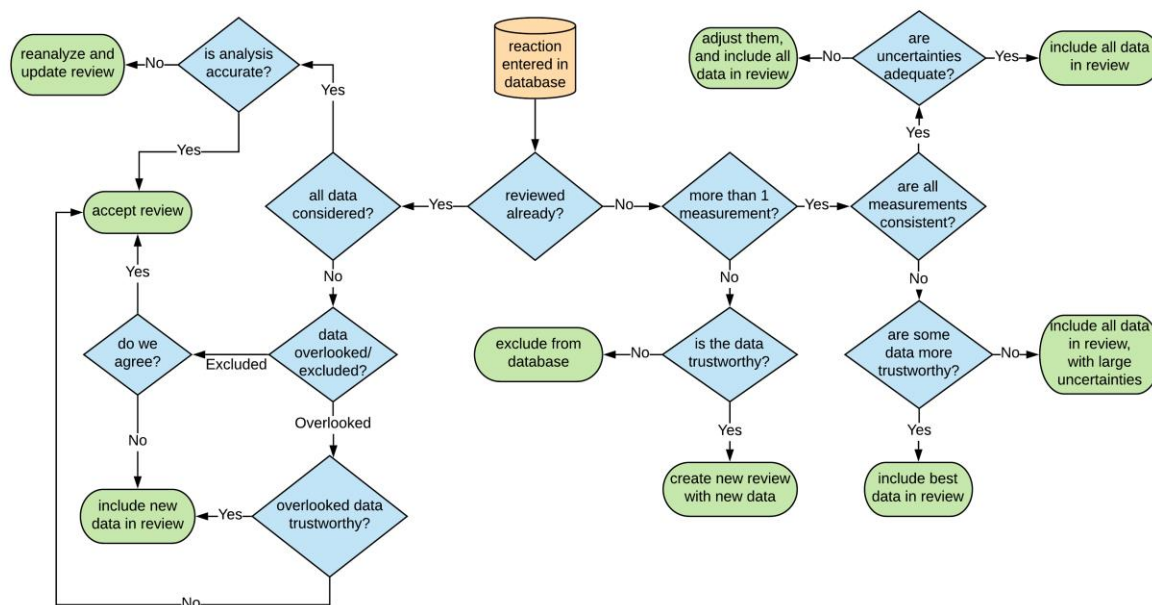 reanalyze and
update review
No
is analysis
accurate?
Yes
Yes
reaction
entered in
database
adjust them,
and include all
data in review
No
are
uncertainties
adequate?
Yes
include all data
in review
Yes
accept review
all data
considered?
Yes
reviewed
already?
No
more than 1
measurement?
Yes
are all
measurements
consistent?
Yes
No
No
No
do we
agree?
Excluded
data
overlooked/
excluded?
exclude from
database
No
is the data
trustworthy?
are some
data more
trustworthy?
No
include all data
in review,
with large
uncertainties
No
Overlooked
Yes
Yes
include new
data in review
Yes
overlooked data
trustworthy?
create new review
with new data
include best
data in review
No